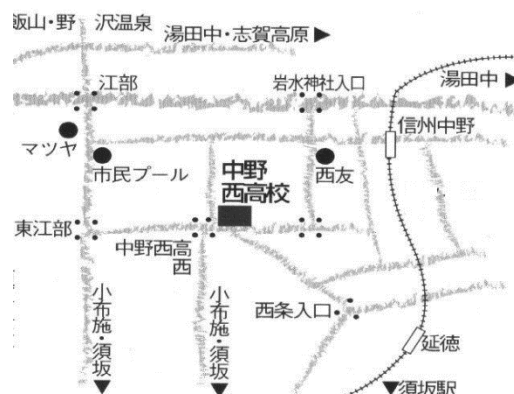 飯山・野 沢温泉
湯田中・志賀高原 ▶
江部
岩水神社入口
湯田中 ▶
マツヤ
市民プール
中野
西高校
西友
信州中野
東江部
中野西高
西
小布施・須坂
小布施・須坂
西条入口
延徳
須坂駅